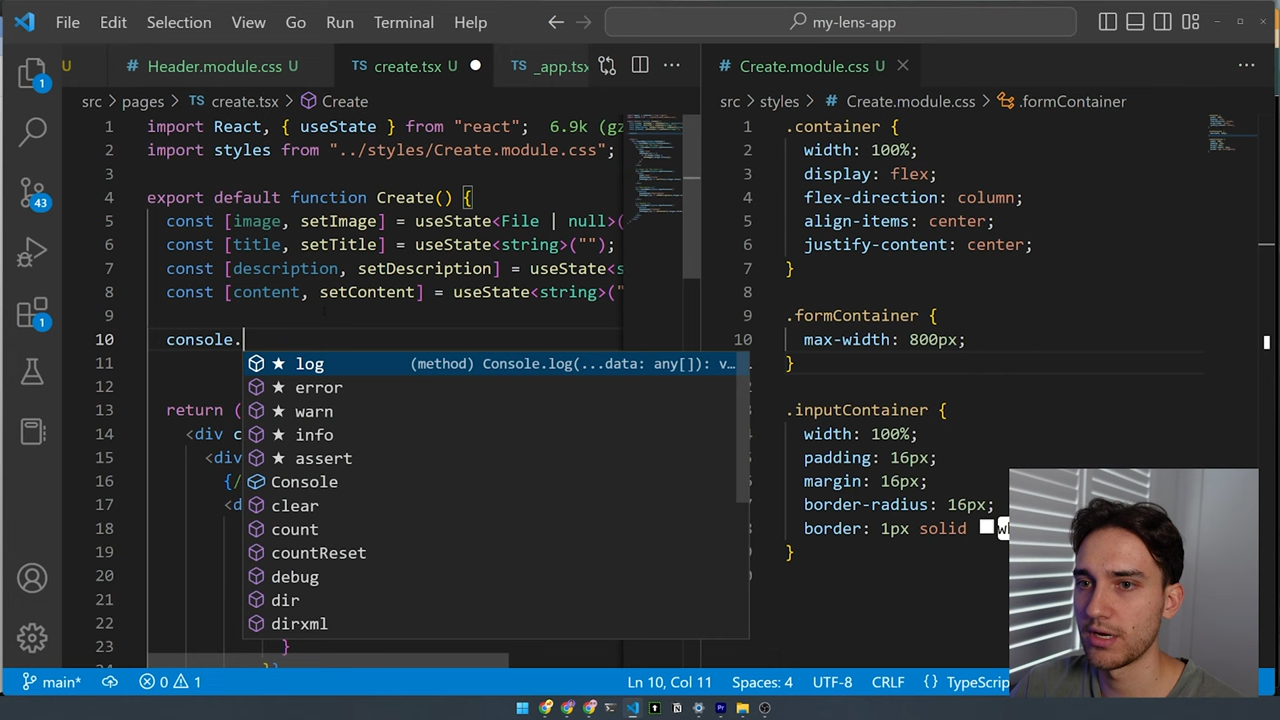 File Edit Selection View Go Run Terminal Help
my-lens-app
U
# Header.module.css U
TS create.tsx U
TS _app.tsx
# Create.module.css U
src > pages > TS create.tsx > Create
src > styles > # Create.module.css > .formContainer
1 import React, { useState } from "react"; 6.9k (gz
2 import styles from "../styles/Create.module.css";
3
4 export default function Create() {
5 const [image, setImage] = useState<File | null>(
6 const [title, setTitle] = useState<string>("");
7 const [description, setDescription] = useState<s
8 const [content, setContent] = useState<string>("
9
10 console.
11
12
13 return (
14 <div c
15 <div
16 {/
17 <d
18
19
20
21
22
23 }
log (method) Console.log(...data: any[]): v...
error
warn
info
assert
Console
clear
count
countReset
debug
dir
dirxml
1 .container {
2 width: 100%;
3 display: flex;
4 flex-direction: column;
5 align-items: center;
6 justify-content: center;
7 }
8
9 .formContainer {
10 max-width: 800px;
}
.inputContainer {
width: 100%;
padding: 16px;
margin: 16px;
border-radius: 16px;
border: 1px solid
}
1
43
1
main* 0 1
Ln 10, Col 11 Spaces: 4 UTF-8 CRLF {} TypeScrip